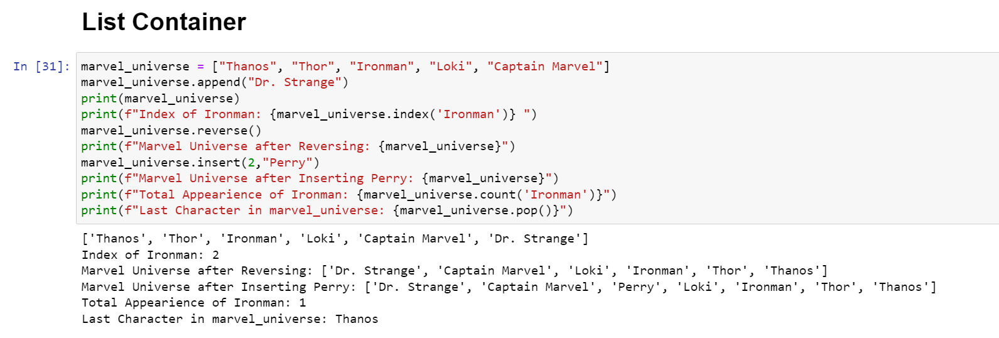 List Container
In [31]: marvel_universe = ["Thanos", "Thor", "Ironman", "Loki", "Captain Marvel"]
marvel_universe.append("Dr. Strange")
print(marvel_universe)
print(f"Index of Ironman: {marvel_universe.index('Ironman')} ")
marvel_universe.reverse()
print(f"Marvel Universe after Reversing: {marvel_universe}")
marvel_universe.insert(2,"Perry")
print(f"Marvel Universe after Inserting Perry: {marvel_universe}")
print(f"Total Appearience of Ironman: {marvel_universe.count('Ironman')}")
print(f"Last Character in marvel_universe: {marvel_universe.pop()}")
['Thanos', 'Thor', 'Ironman', 'Loki', 'Captain Marvel', 'Dr. Strange']
Index of Ironman: 2
Marvel Universe after Reversing: ['Dr. Strange', 'Captain Marvel', 'Loki', 'Ironman', 'Thor', 'Thanos']
Marvel Universe after Inserting Perry: ['Dr. Strange', 'Captain Marvel', 'Perry', 'Loki', 'Ironman', 'Thor', 'Thanos']
Total Appearience of Ironman: 1
Last Character in marvel_universe: Thanos